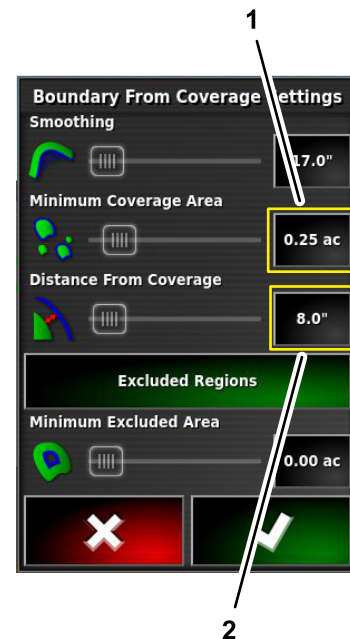 1
Boundary From Coverage Settings
Smoothing
17.0"
Minimum Coverage Area
0.25 ac
Distance From Coverage
8.0"
Excluded Regions
Minimum Excluded Area
0.00 ac
2